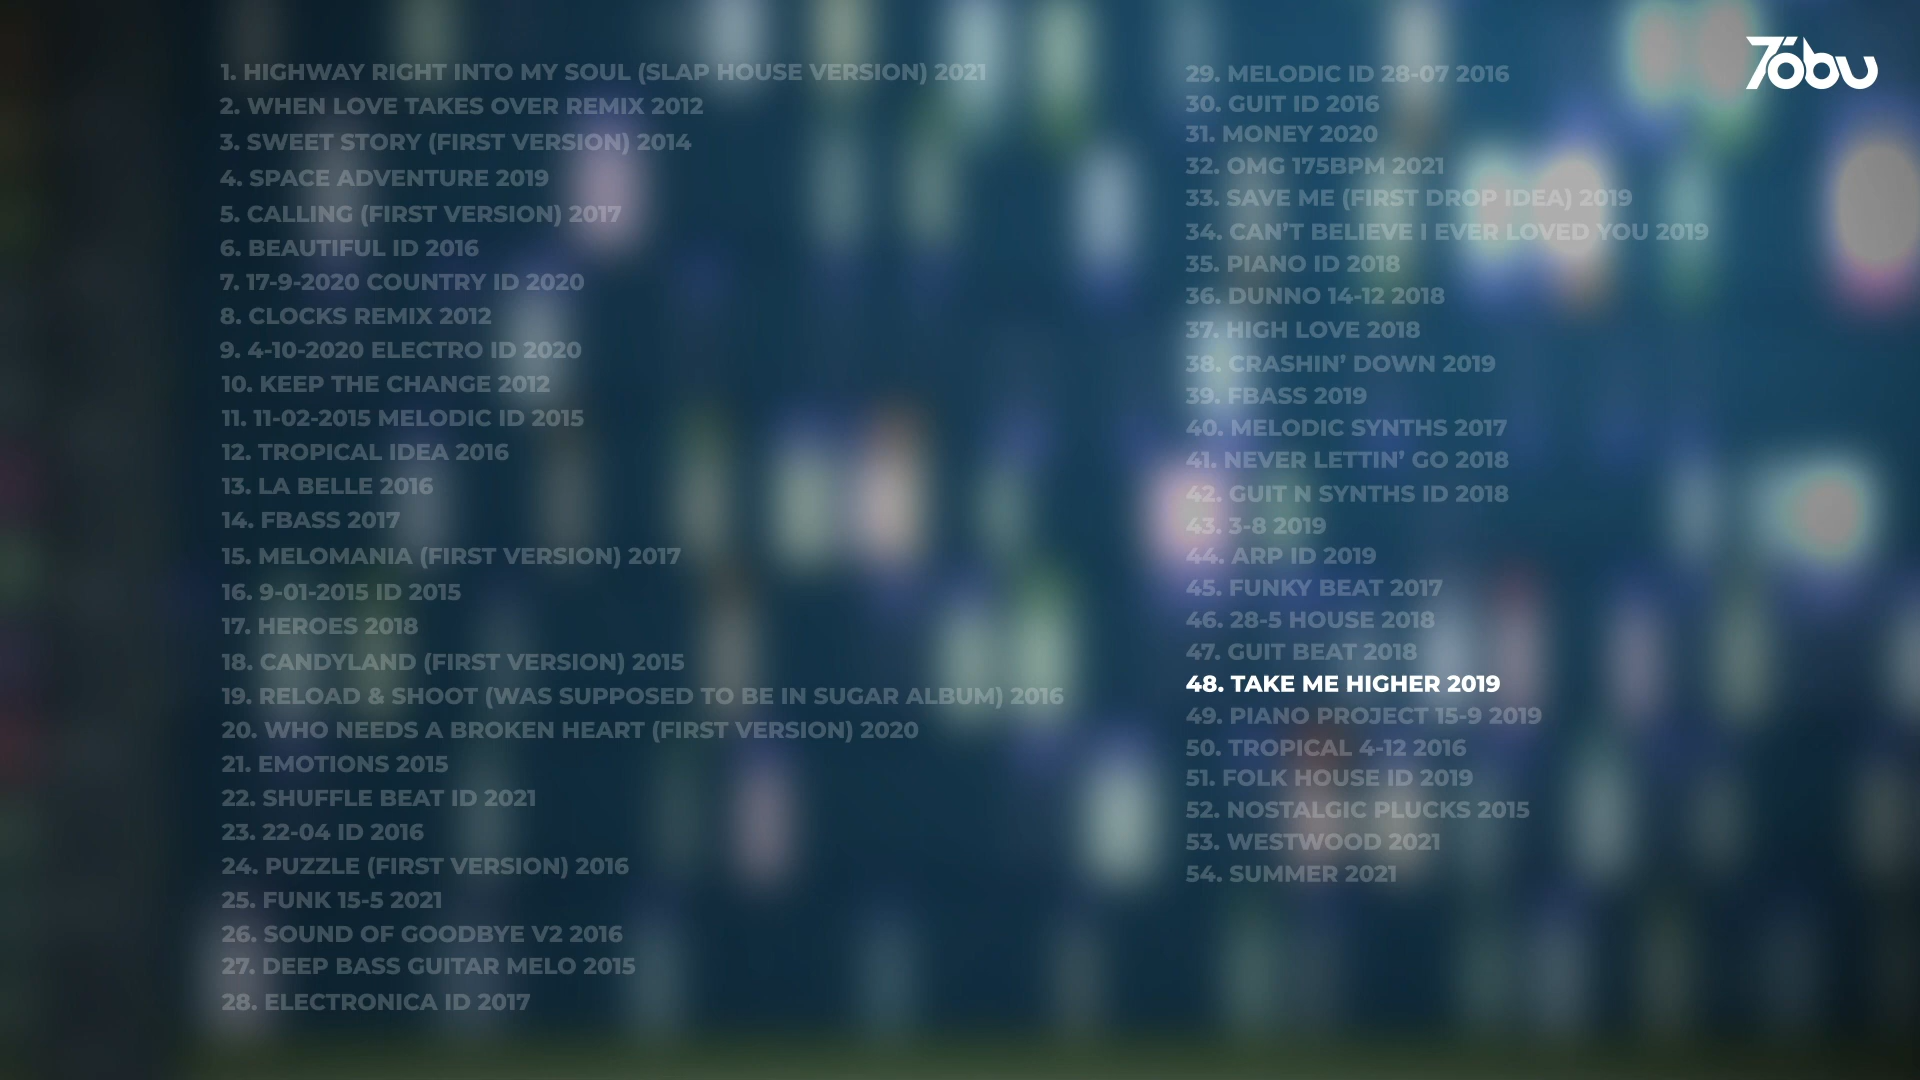 1. HIGHWAY RIGHT INTO MY SOUL (SLAP HOUSE VERSION) 2021
2. WHEN LOVE TAKES OVER REMIX 2012
3. SWEET STORY (FIRST VERSION) 2014
4. SPACE ADVENTURE 2019
5. CALLING (FIRST VERSION) 2017
6. BEAUTIFUL ID 2016
7. 17-9-2020 COUNTRY ID 2020
8. CLOCKS REMIX 2012
9. 4-10-2020 ELECTRO ID 2020
10. KEEP THE CHANGE 2012
11. 11-02-2015 MELODIC ID 2015
12. TROPICAL IDEA 2016
13. LA BELLE 2016
14. FBASS 2017
15. MELOMANIA (FIRST VERSION) 2017
16. 9-01-2015 ID 2015
17. HEROES 2018
18. CANDYLAND (FIRST VERSION) 2015
19. RELOAD & SHOOT (WAS SUPPOSED TO BE IN SUGAR ALBUM) 2016
20. WHO NEEDS A BROKEN HEART (FIRST VERSION) 2020
21. EMOTIONS 2015
22. SHUFFLE BEAT ID 2021
23. 22-04 ID 2016
24. PUZZLE (FIRST VERSION) 2016
25. FUNK 15-5 2021
26. SOUND OF GOODBYE V2 2016
27. DEEP BASS GUITAR MELO 2015
28. ELECTRONICA ID 2017
29. MELODIC ID 28-07 2016
30. GUIT ID 2016
31. MONEY 2020
32. OMG 175BPM 2021
33. SAVE ME (FIRST DROP IDEA) 2019
34. CAN'T BELIEVE I EVER LOVED YOU 2019
35. PIANO ID 2018
36. DUNNO 14-12 2018
37. HIGH LOVE 2018
38. CRASHIN' DOWN 2019
39. FBASS 2019
40. MELODIC SYNTHS 2017
41. NEVER LETTIN' GO 2018
42. GUIT N SYNTHS ID 2018
43. 3-8 2019
44. ARP ID 2019
45. FUNKY BEAT 2017
46. 28-5 HOUSE 2018
47. GUIT BEAT 2018
48. TAKE ME HIGHER 2019
49. PIANO PROJECT 15-9 2019
50. TROPICAL 4-12 2016
51. FOLK HOUSE ID 2019
52. NOSTALGIC PLUCKS 2015
53. WESTWOOD 2021
54. SUMMER 2021
Tobu